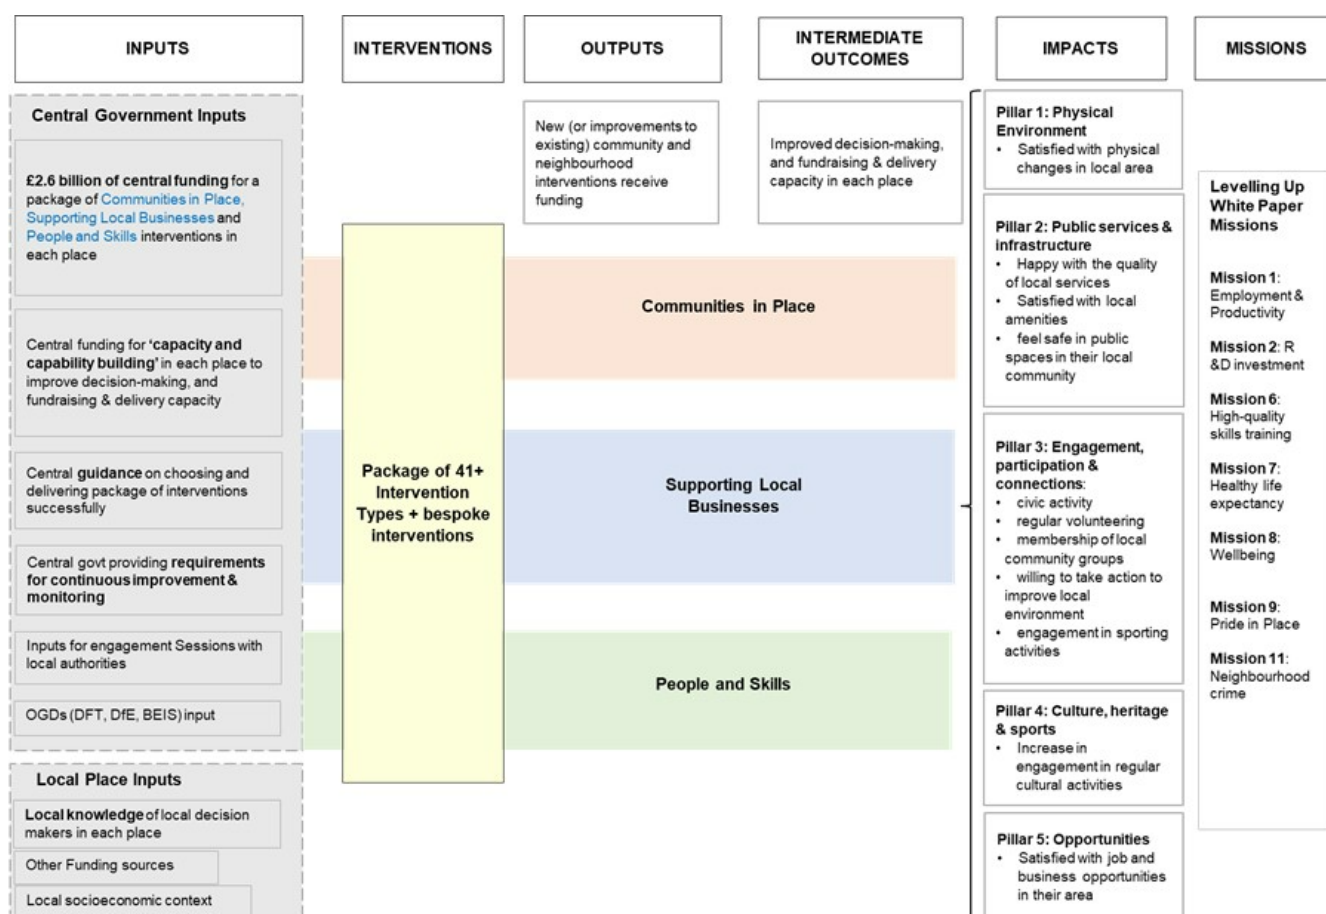 INPUTS
INTERVENTIONS
OUTPUTS
INTERMEDIATE
OUTCOMES
IMPACTS
MISSIONS
Central Government Inputs
£2.6 billion of central funding for a
package of Communities in Place,
Supporting Local Businesses and
People and Skills interventions in
each place
Central funding for ‘capacity and
capability building’ in each place to
improve decision-making, and
fundraising & delivery capacity
Central guidance on choosing and
delivering package of interventions
successfully
Central govt providing requirements
for continuous improvement &
monitoring
Inputs for engagement Sessions with
local authorities
OGDs (DFT, DfE, BEIS) input
Local Place Inputs
Local knowledge of local decision
makers in each place
Other Funding sources
Local socioeconomic context
Package of 41+
Intervention
Types + bespoke
interventions
New (or improvements to
existing) community and
neighbourhood
interventions receive
funding
Improved decision-making,
and fundraising & delivery
capacity in each place
Communities in Place
Supporting Local
Businesses
People and Skills
Pillar 1: Physical
Environment
• Satisfied with physical
changes in local area
Pillar 2: Public services &
infrastructure
• Happy with the quality
of local services
• Satisfied with local
amenities
• feel safe in public
spaces in their local
community
Pillar 3: Engagement,
participation &
connections:
• civic activity
• regular volunteering
• membership of local
community groups
• willing to take action to
improve local
environment
• engagement in sporting
activities
Pillar 4: Culture, heritage
& sports
• Increase in
engagement in regular
cultural activities
Pillar 5: Opportunities
• Satisfied with job and
business opportunities
in their area
Levelling Up
White Paper
Missions
Mission 1:
Employment &
Productivity
Mission 2: R
&D investment
Mission 6:
High-quality
skills training
Mission 7:
Healthy life
expectancy
Mission 8:
Wellbeing
Mission 9:
Pride in Place
Mission 11:
Neighbourhood
crime